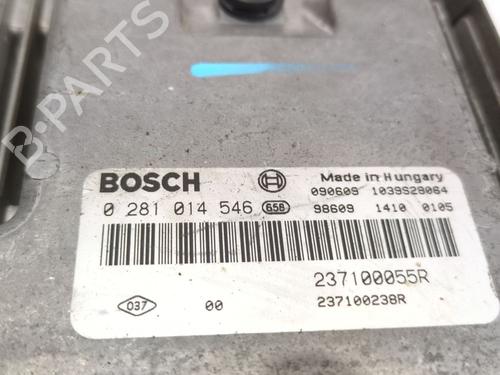 B-PARTS
BOSCH
Made in Hungary
090609 1039S28064
0 281 014 546 658
98609 1410 0105
237100055R
037 00
237100238R